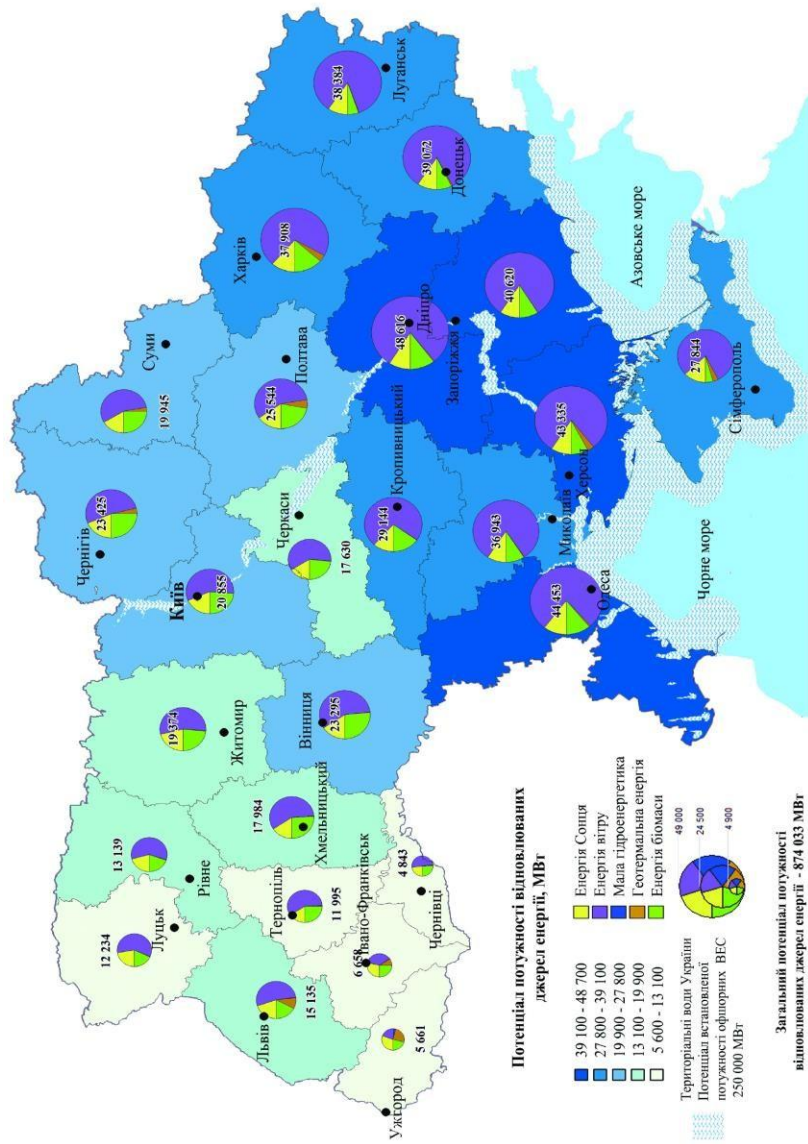 12 234
Луцьк
13 139
Рівне
19 374
Житомир
Київ
20 855
Чернігів
23 425
19 945
Суми
Львів
15 135
Тернопіль
11 995
17 984
Хмельницький
Вінниця
23 295
Черкаси
17 630
25 544
Полтава
Харків
37 908
38 384
Луганськ
Ужгород
5 661
6 658
Івано-Франківськ
4 843
Чернівці
29 144
Кропивницький
48 616
Дніпро
Запоріжжя
39 072
Донецьк
44 453
Одеса
36 943
Миколаїв
Херсон
43 335
40 620
27 844
Сімферополь
Азовське море
Чорне море
Потенціал потужності відновлюваних
джерел енергії, МВт
39 100 - 48 700
27 800 - 39 100
19 900 - 27 800
13 100 - 19 900
5 600 - 13 100
Енергія Сонця
Енергія вітру
Мала гідроенергетика
Геотермальна енергія
Енергія біомаси
Територіальні води України
Потенціал встановленої
потужності офшорних ВЕС
250 000 МВт
49 000
24 500
4 900
Загальний потенціал потужності
відновлюваних джерел енергії - 874 033 МВт